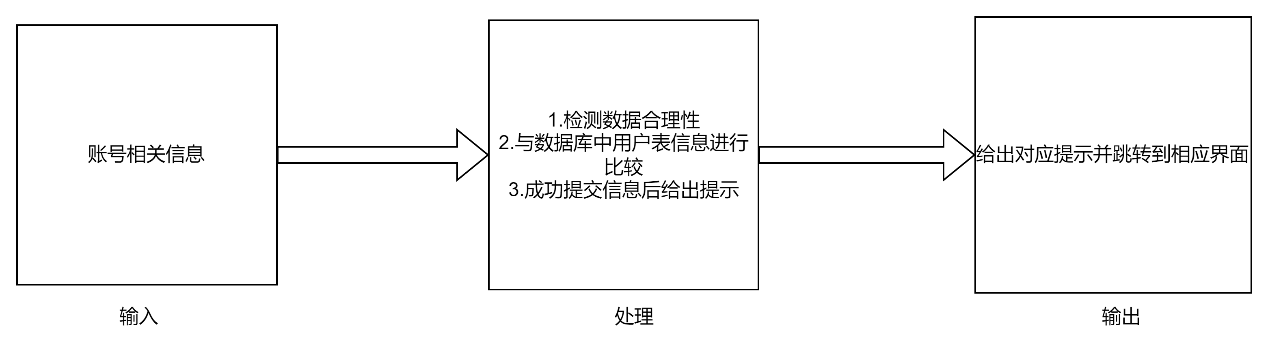 账号相关信息
1.检测数据合理性
2.与数据库中用户表信息进行
比较
3.成功提交信息后给出提示
给出对应提示并跳转到相应界面
输入
处理
输出